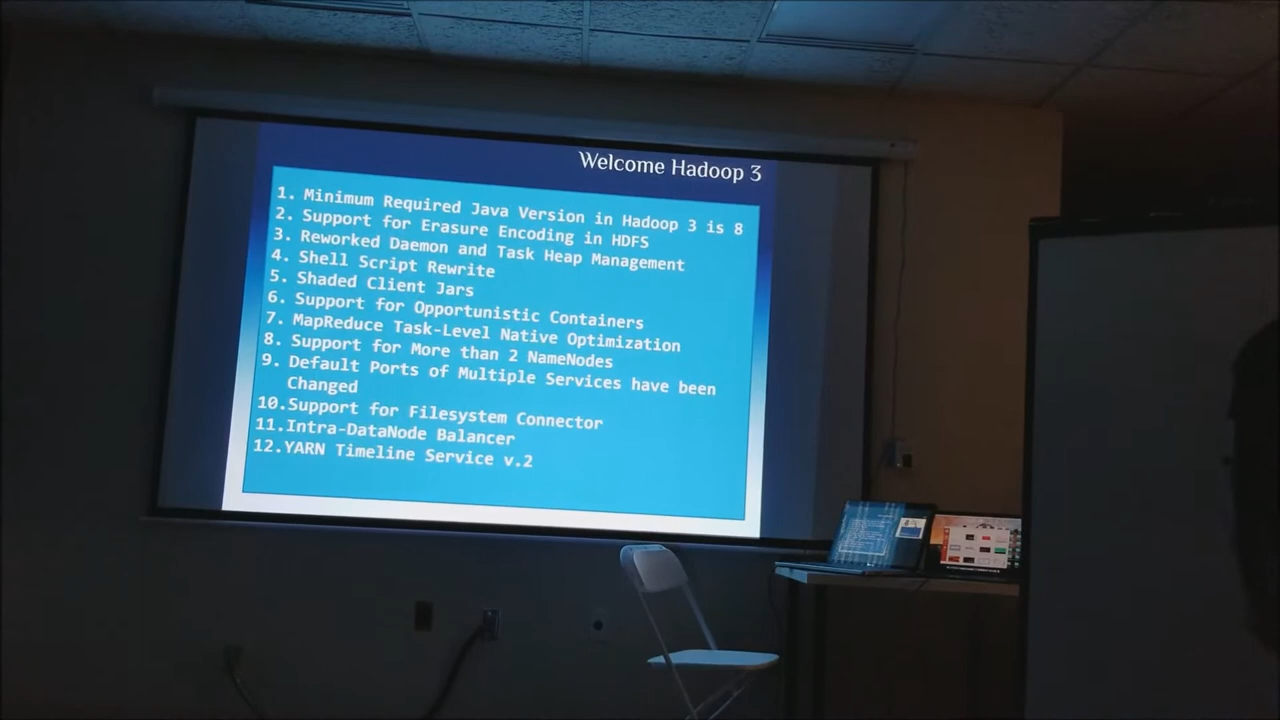 Welcome Hadoop 3
1. Minimum Required Java Version in Hadoop 3 is 8
2. Support for Erasure Encoding in HDFS
3. Reworked Daemon and Task Heap Management
4. Shell Script Rewrite
5. Shaded Client Jars
6. Support for Opportunistic Containers
7. MapReduce Task-Level Native Optimization
8. Support for More than 2 NameNodes
9. Default Ports of Multiple Services have been
Changed
10.Support for Filesystem Connector
11.Intra-DataNode Balancer
12.YARN Timeline Service v.2